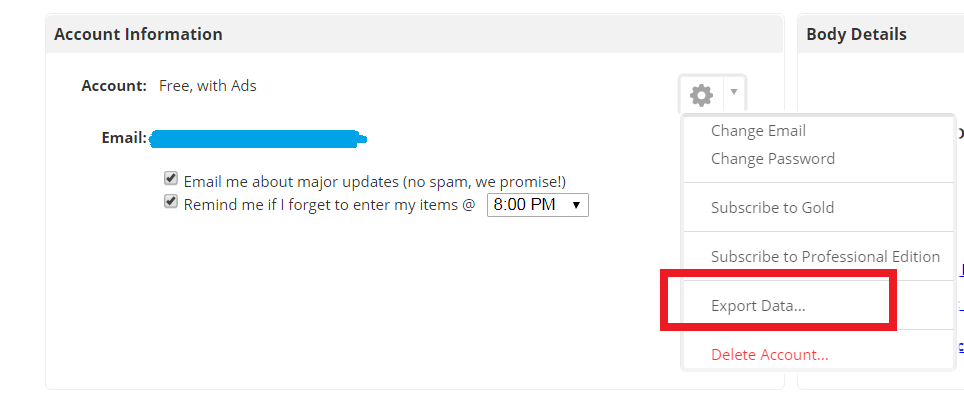 Account Information
Body Details
Account: Free, with Ads
Email:
Email me about major updates (no spam, we promise!)
Remind me if I forget to enter my items @ 8:00 PM
Change Email
Change Password
Subscribe to Gold
Subscribe to Professional Edition
Export Data...
Delete Account...